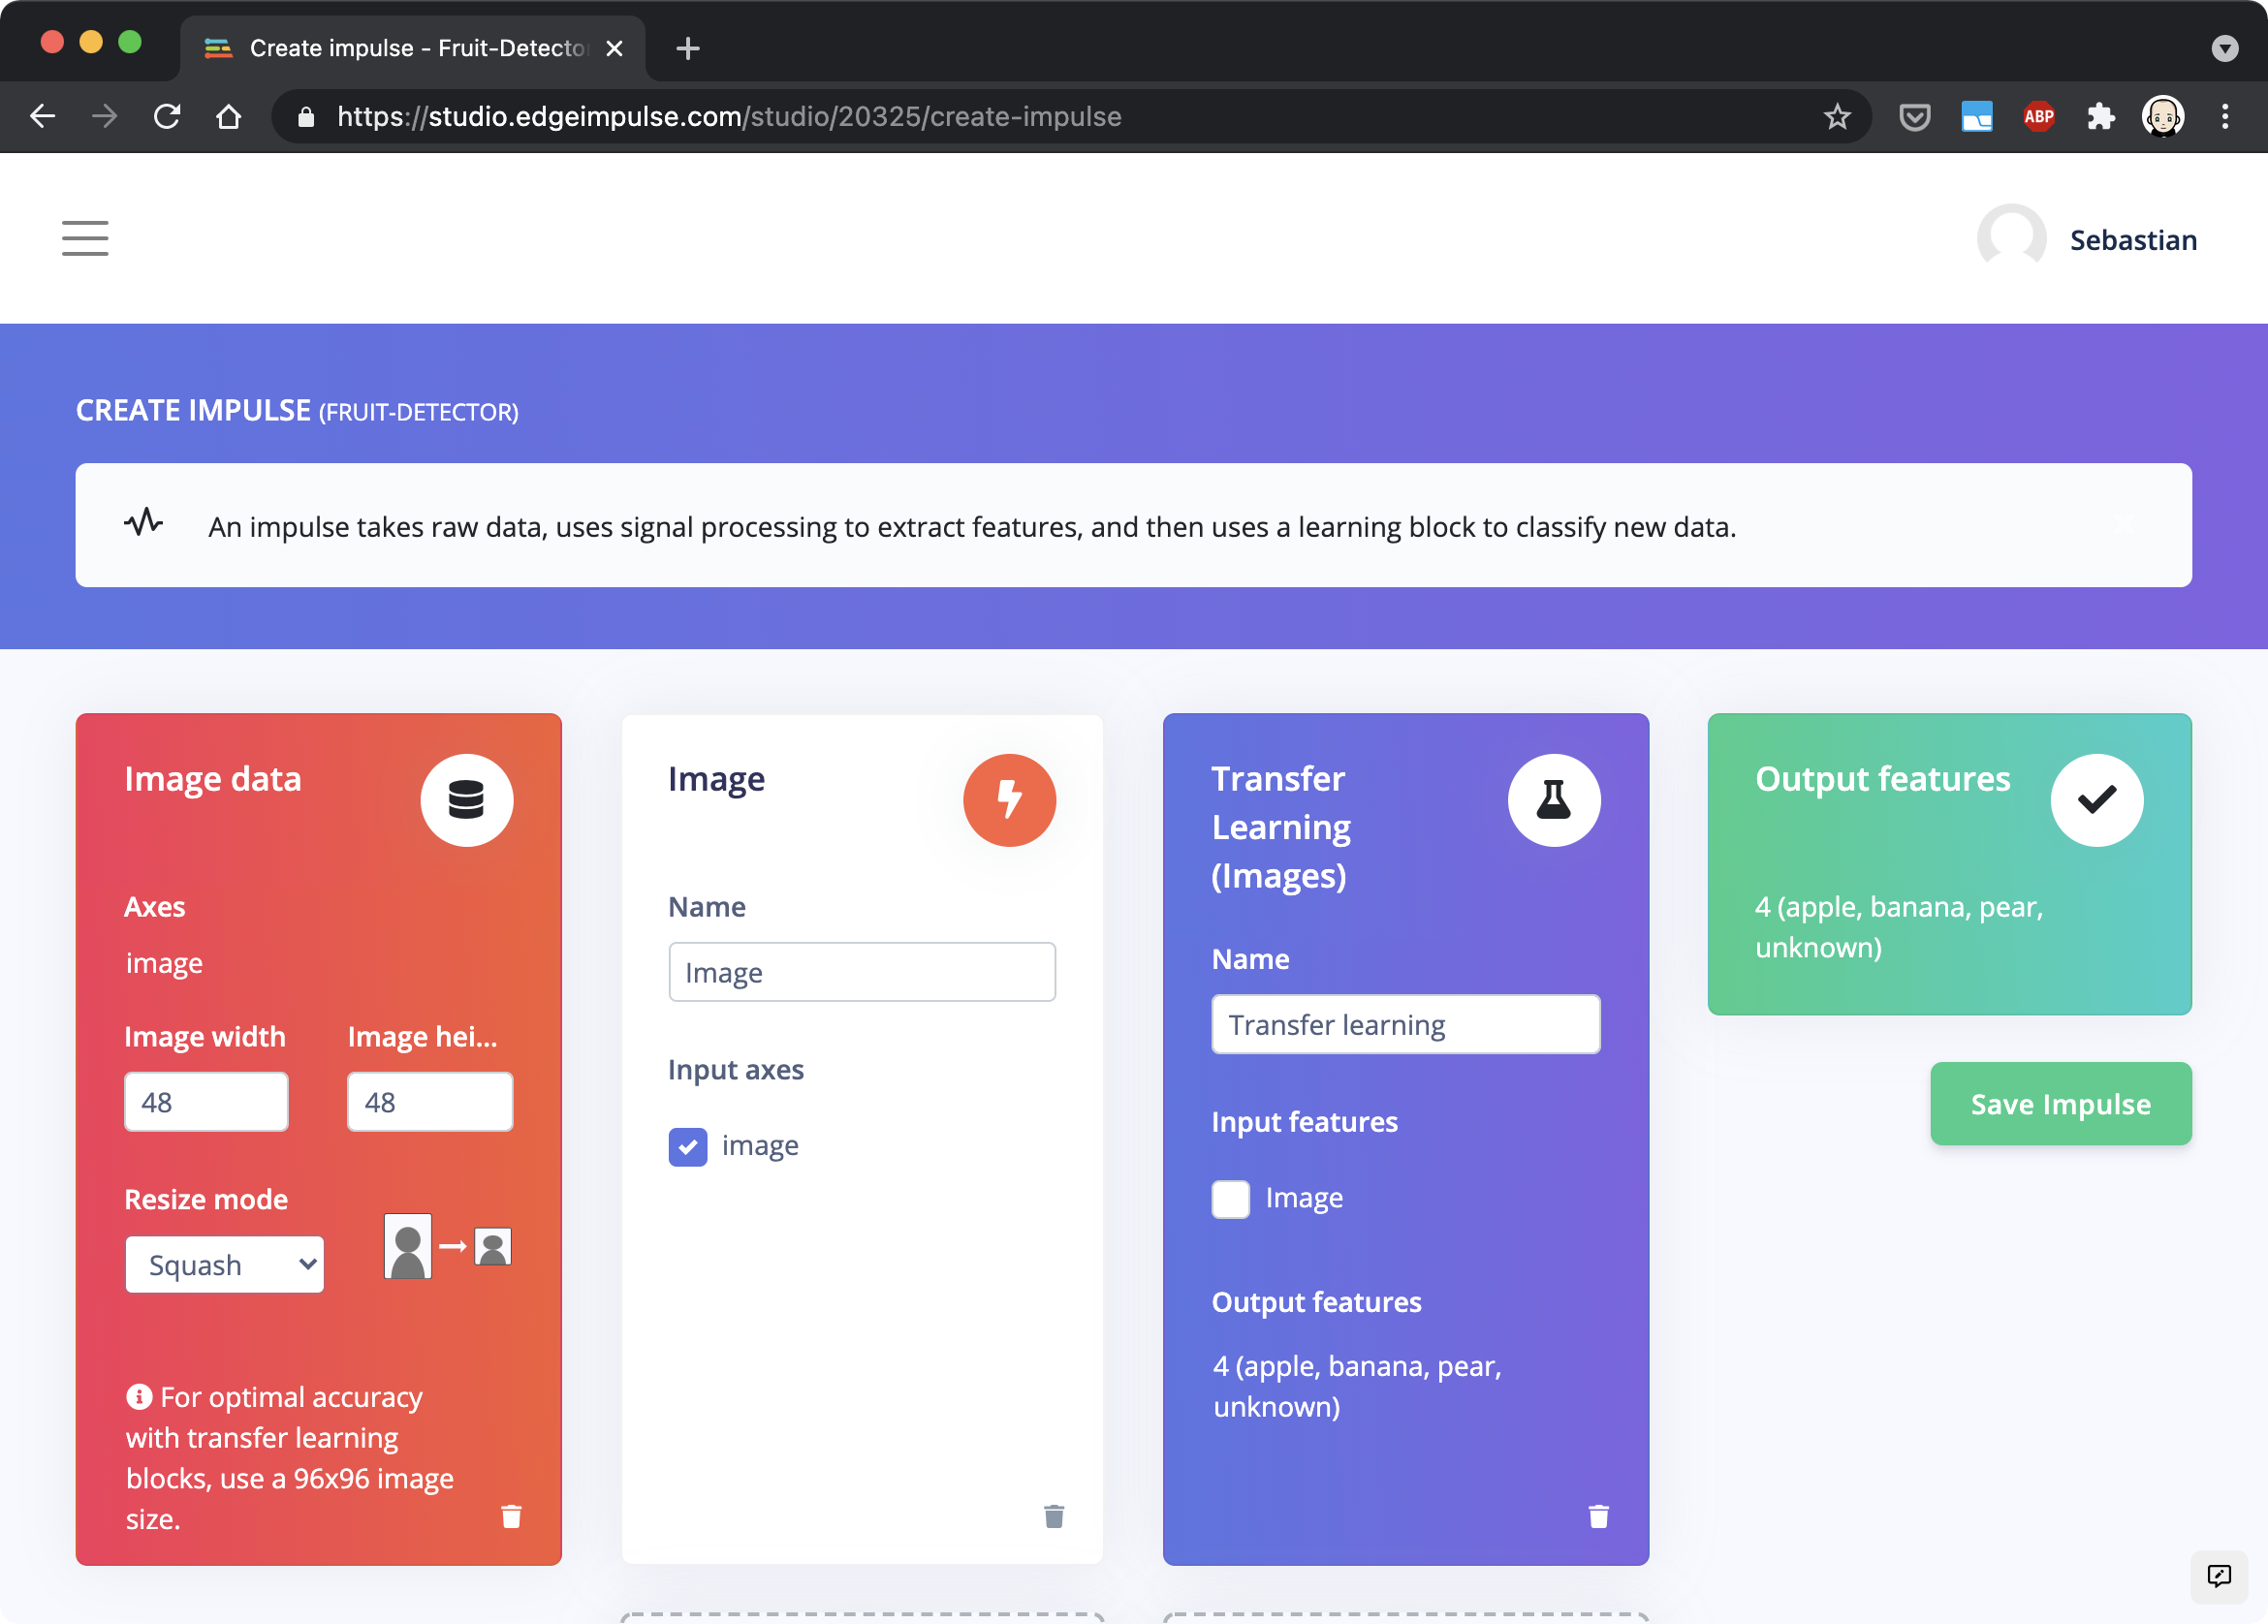 Create impulse - Fruit-Detecto
https://studio.edgeimpulse.com/studio/20325/create-impulse
ABP
Sebastian
CREATE IMPULSE (FRUIT-DETECTOR)
An impulse takes raw data, uses signal processing to extract features, and then uses a learning block to classify new data.
Image data
Axes
image
Image width
Image hei...
48
48
Resize mode
Squash
For optimal accuracy
with transfer learning
blocks, use a 96x96 image
size.
Image
Name
Image
Input axes
image
Transfer
Learning
(Images)
Name
Transfer learning
Input features
Image
Output features
4 (apple, banana, pear,
unknown)
Output features
4 (apple, banana, pear,
unknown)
Save Impulse